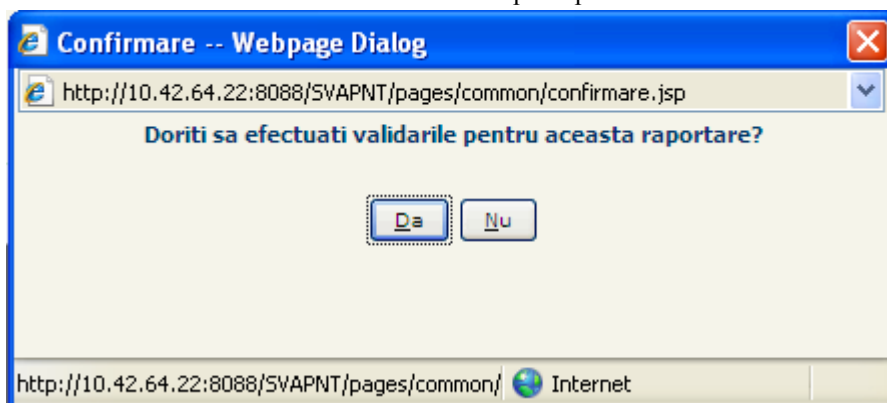 Confirmare -- Webpage Dialog
http://10.42.64.22:8088/SVAPNT/pages/common/confirmare.jsp
Doriti sa efectuati validarile pentru aceasta raportare?
Da Nu
http://10.42.64.22:8088/SVAPNT/pages/common/ Internet